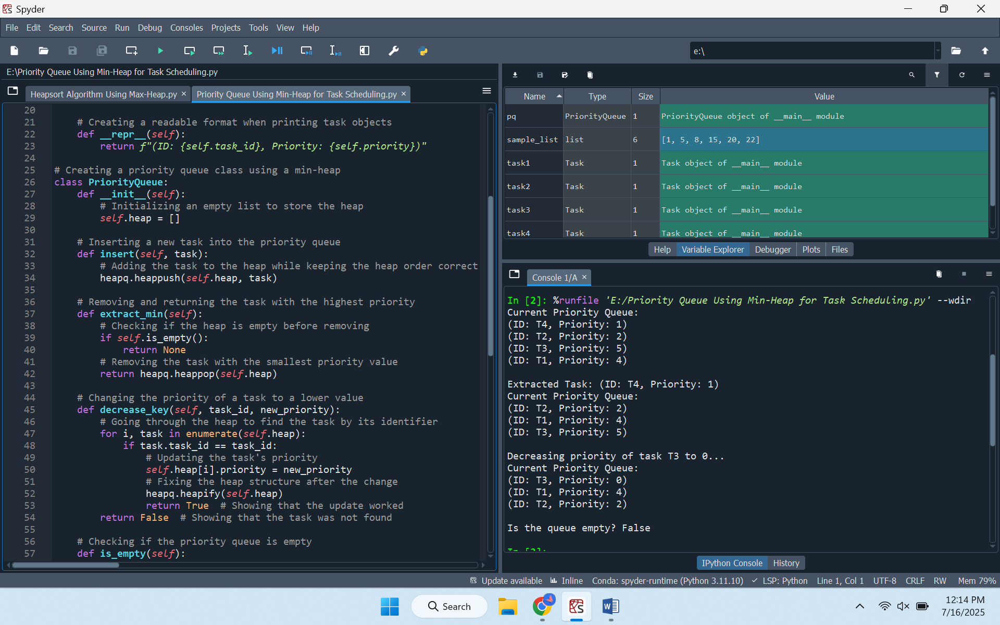 Spyder
File Edit Search Source Run Debug Consoles Projects Tools View Help
e:\
E:\Priority Queue Using Min-Heap for Task Scheduling.py
Heapsort Algorithm Using Max-Heap.py × Priority Queue Using Min-Heap for Task Scheduling.py ×
20
21     # Creating a readable format when printing task objects
22     def __repr__(self):
23         return f"(ID: {self.task_id}, Priority: {self.priority})"
24
25 # Creating a priority queue class using a min-heap
26 class PriorityQueue:
27     def __init__(self):
28         # Initializing an empty list to store the heap
29         self.heap = []
30
31     # Inserting a new task into the priority queue
32     def insert(self, task):
33         # Adding the task to the heap while keeping the heap order correct
34         heapq.heappush(self.heap, task)
35
36     # Removing and returning the task with the highest priority
37     def extract_min(self):
38         # Checking if the heap is empty before removing
39         if self.is_empty():
40             return None
41         # Removing the task with the smallest priority value
42         return heapq.heappop(self.heap)
43
44     # Changing the priority of a task to a lower value
45     def decrease_key(self, task_id, new_priority):
46         # Going through the heap to find the task by its identifier
47         for i, task in enumerate(self.heap):
48             if task.task_id == task_id:
49                 # Updating the task's priority
50                 self.heap[i].priority = new_priority
51                 # Fixing the heap structure after the change
52                 heapq.heapify(self.heap)
53                 return True  # Showing that the update worked
54         return False  # Showing that the task was not found
55
56     # Checking if the priority queue is empty
57     def is_empty(self):
Name Type Size Value
pq PriorityQueue 1 PriorityQueue object of __main__ module
sample_list list 6 [1, 5, 8, 15, 20, 22]
task1 Task 1 Task object of __main__ module
task2 Task 1 Task object of __main__ module
task3 Task 1 Task object of __main__ module
task4 Task 1 Task object of __main__ module
Help Variable Explorer Debugger Plots Files
Console 1/A ×
In [2]: %runfile 'E:/Priority Queue Using Min-Heap for Task Scheduling.py' --wdir
Current Priority Queue:
(ID: T4, Priority: 1)
(ID: T2, Priority: 2)
(ID: T3, Priority: 5)
(ID: T1, Priority: 4)

Extracted Task: (ID: T4, Priority: 1)
Current Priority Queue:
(ID: T2, Priority: 2)
(ID: T1, Priority: 4)
(ID: T3, Priority: 5)

Decreasing priority of task T3 to 0...
Current Priority Queue:
(ID: T3, Priority: 0)
(ID: T1, Priority: 4)
(ID: T2, Priority: 2)

Is the queue empty? False

In [3]:
IPython Console History
Update available Inline Conda: spyder-runtime (Python 3.11.10) ✓ LSP: Python Line 1, Col 1 UTF-8 CRLF RW Mem 79%
Search
12:14 PM
7/16/2025